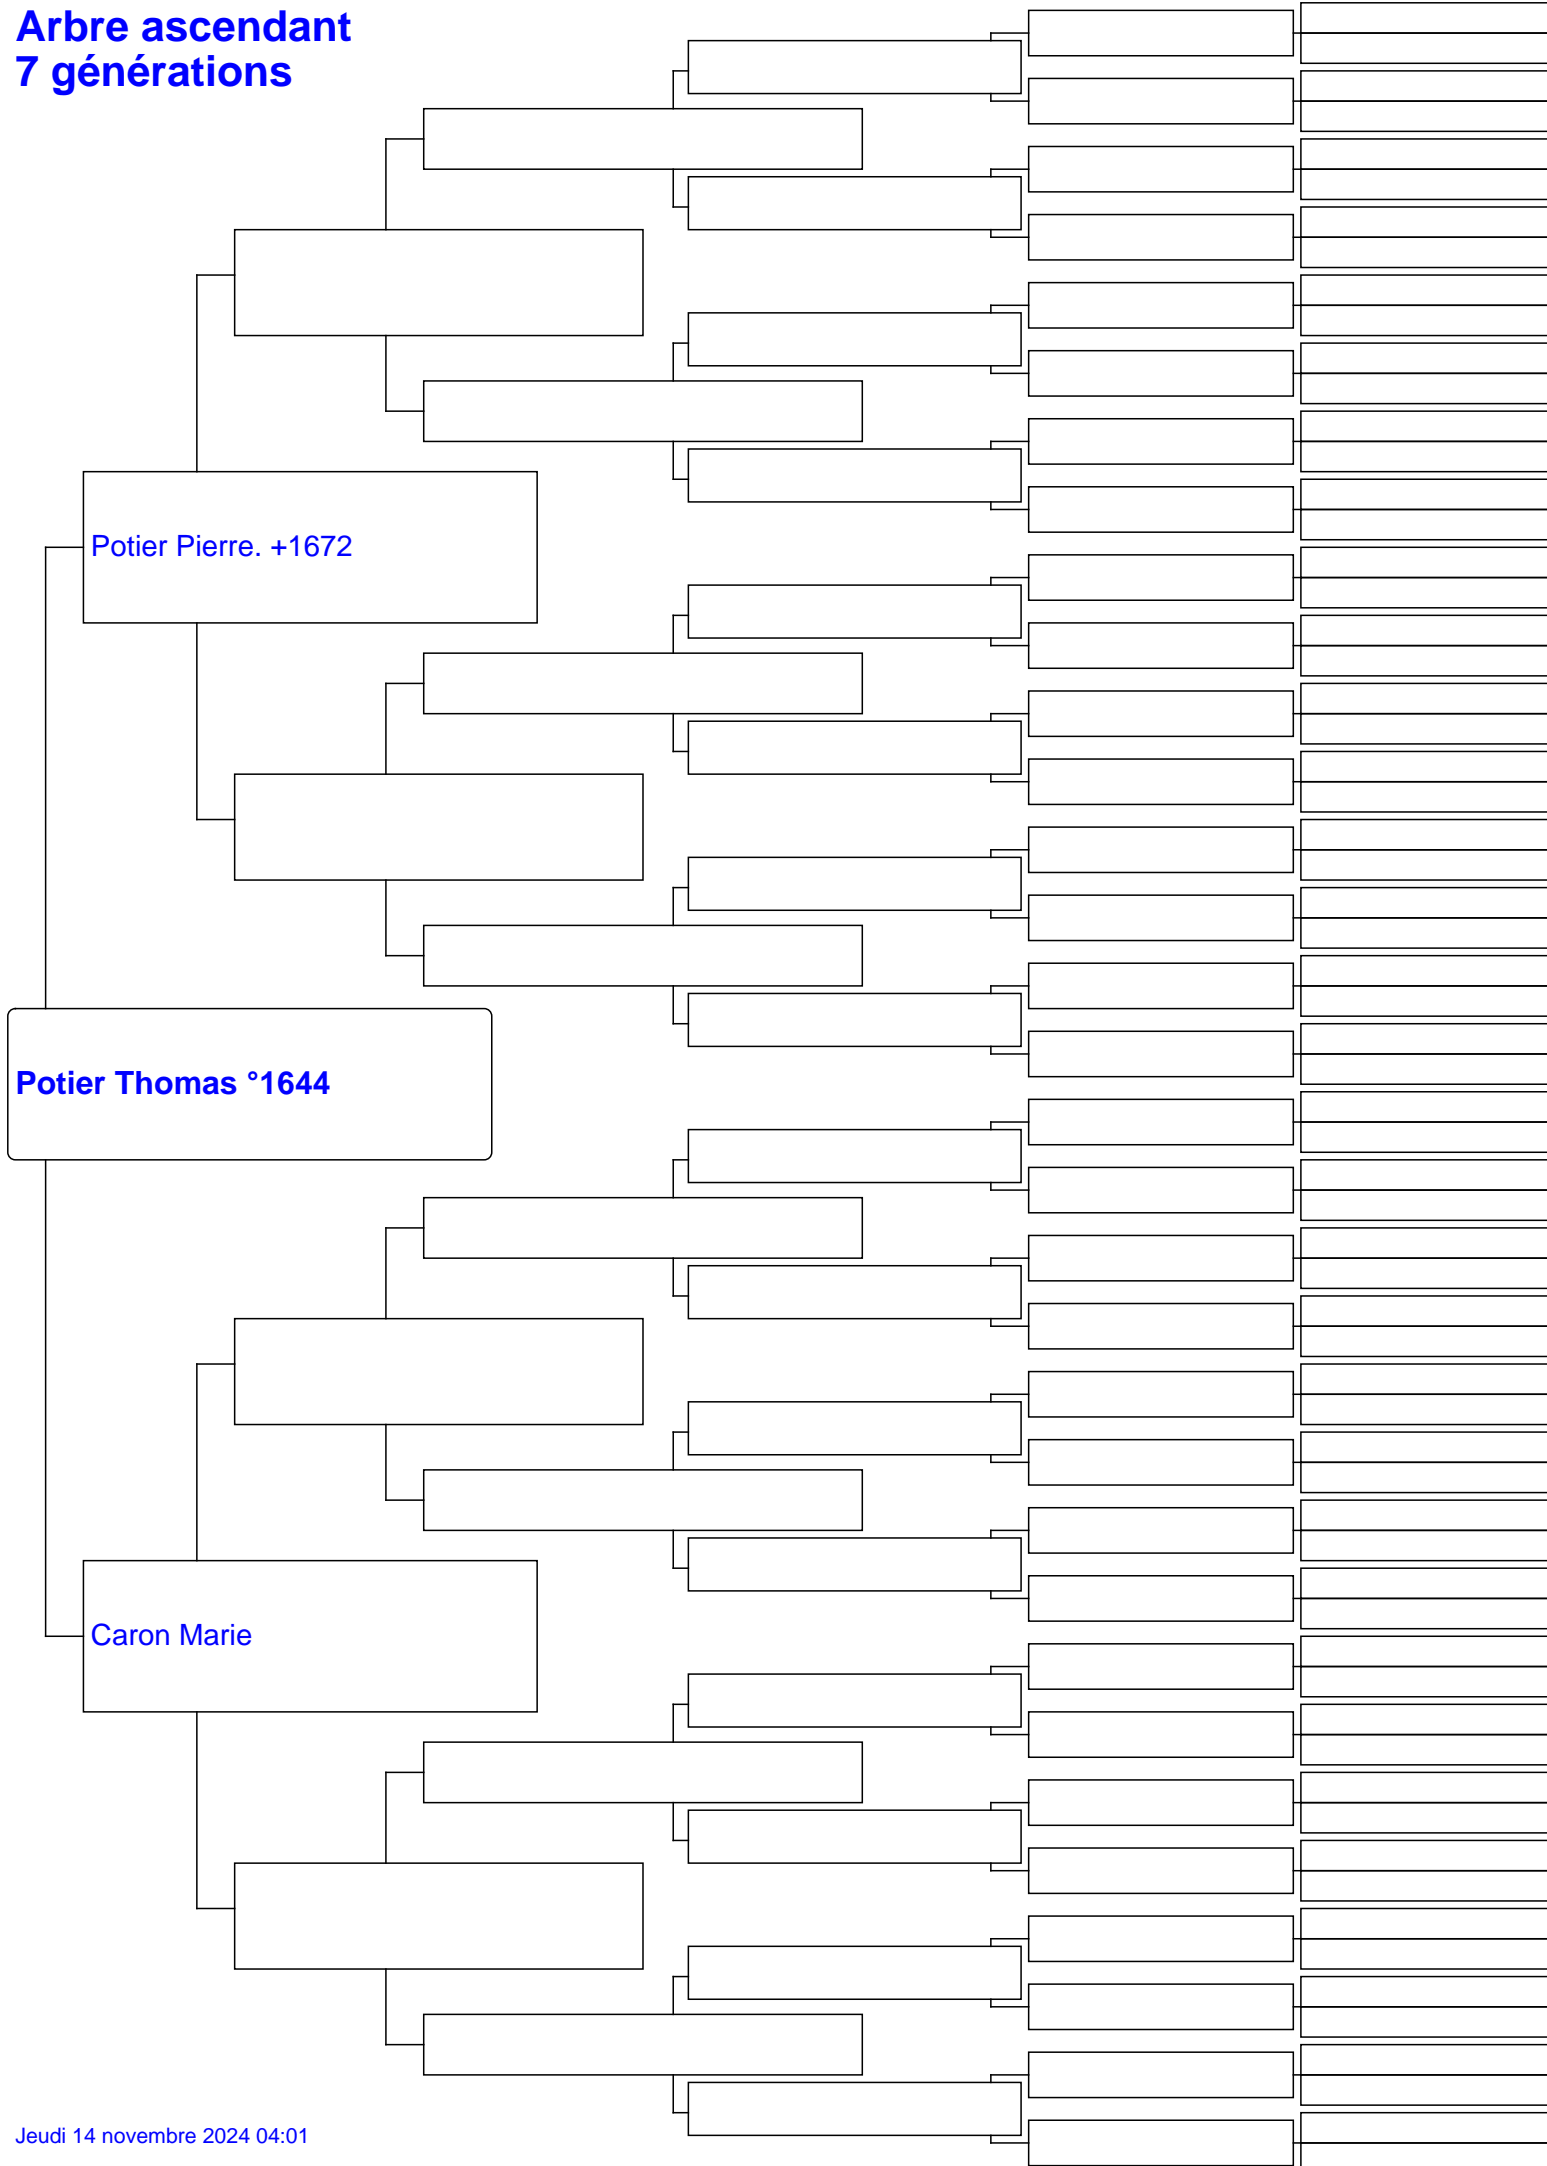 Arbre ascendant
7 générations
Potier Pierre. +1672
Potier Thomas °1644
Caron Marie
Jeudi 14 novembre 2024 04:01